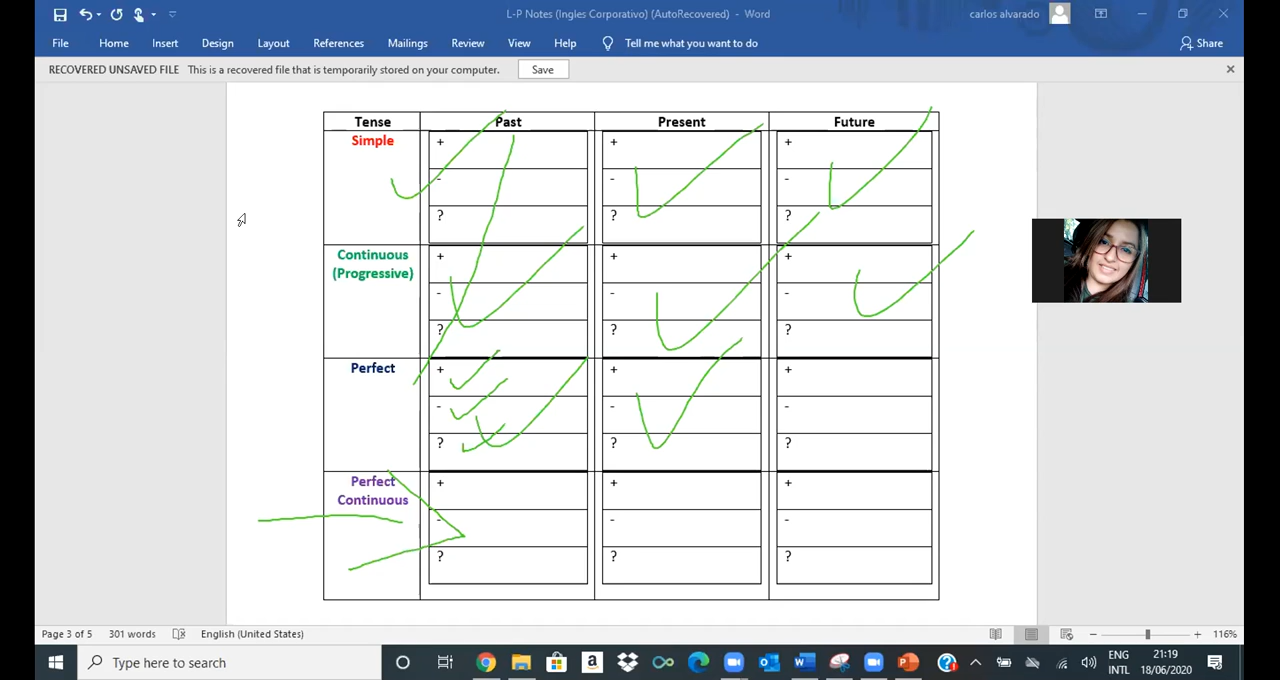 L-P Notes (Ingles Corporativo) (AutoRecovered) - Word
carlos alvarado
File Home Insert Design Layout References Mailings Review View Help Tell me what you want to do Share
RECOVERED UNSAVED FILE This is a recovered file that is temporarily stored on your computer. Save
Tense Past Present Future
Simple + + +
- - -
? ? ?
Continuous + + +
(Progressive)
- - -
? ? ?
Perfect + + +
- - -
? ? ?
Perfect + + +
Continuous
- - -
? ? ?
Page 3 of 5 301 words English (United States) 116%
Type here to search
ENG 21:19
INTL 18/06/2020